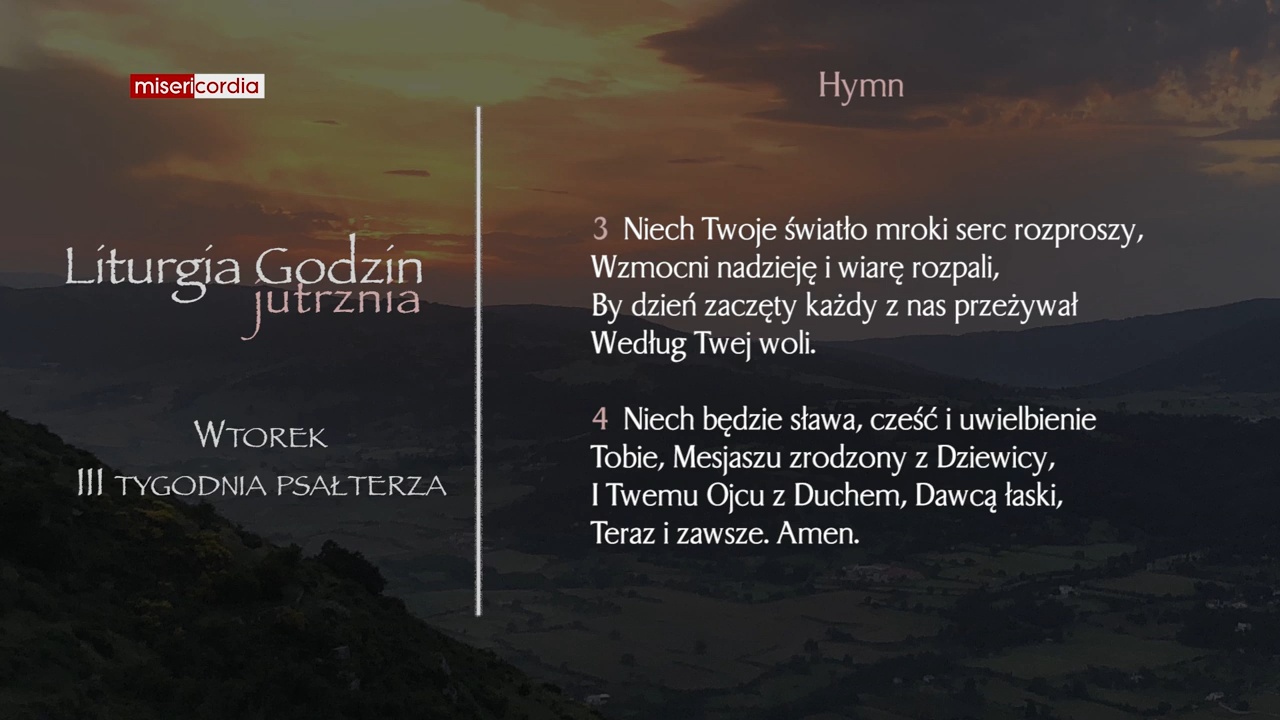 misericordia
Liturgia Godzin
jutrznia
Wtorek
III tygodnia psałterza
Hymn
3 Niech Twoje światło mroki serc rozproszy,
Wzmocni nadzieję i wiarę rozpali,
By dzień zaczęty każdy z nas przeżywał
Według Twej woli.
4 Niech będzie sława, cześć i uwielbienie
Tobie, Mesjaszu zrodzony z Dziewicy,
I Twemu Ojcu z Duchem, Dawcą łaski,
Teraz i zawsze. Amen.